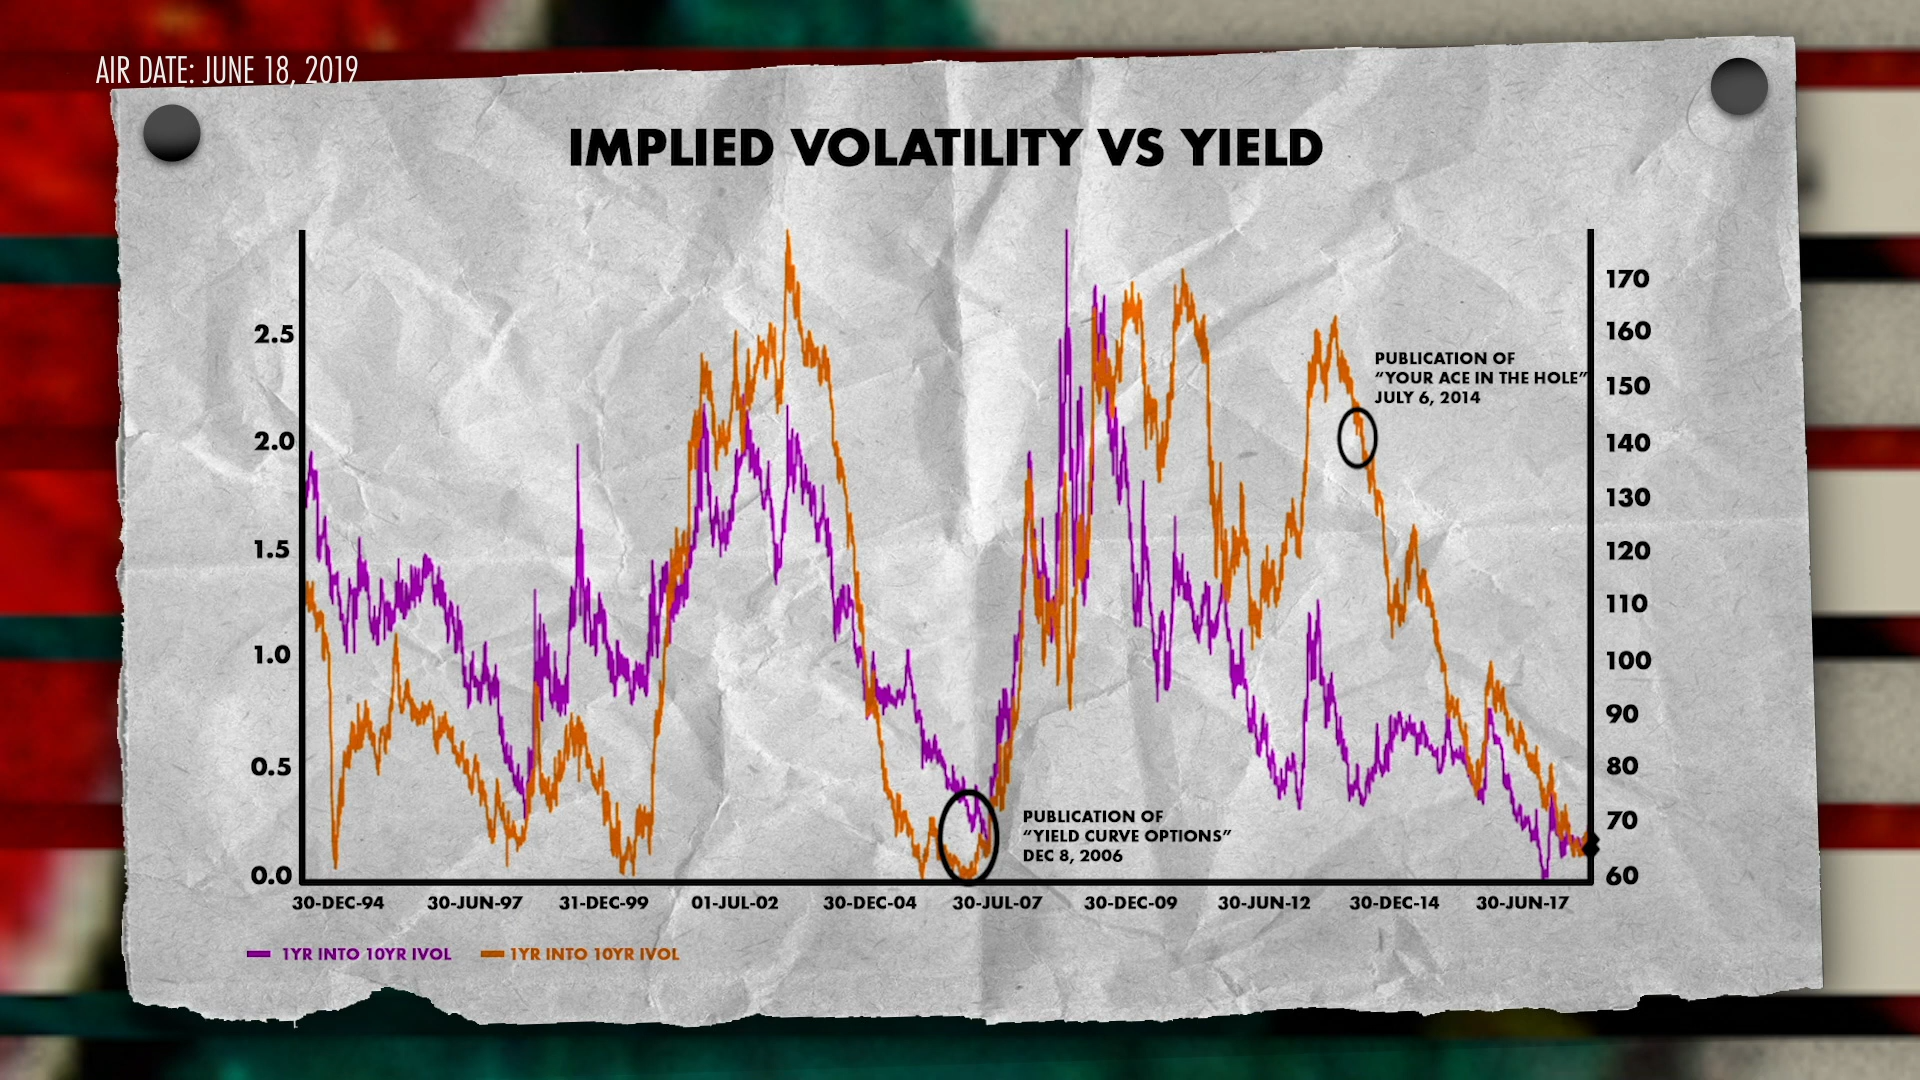 AIR DATE: JUNE 18, 2019
IMPLIED VOLATILITY VS YIELD
2.5
2.0
1.5
1.0
0.5
0.0
170
160
150
140
130
120
110
100
90
80
70
60
PUBLICATION OF
“YOUR ACE IN THE HOLE”
JULY 6, 2014
PUBLICATION OF
“YIELD CURVE OPTIONS”
DEC 8, 2006
30-DEC-94 30-JUN-97 31-DEC-99 01-JUL-02 30-DEC-04 30-JUL-07 30-DEC-09 30-JUN-12 30-DEC-14 30-JUN-17
1YR INTO 10YR IVOL 1YR INTO 10YR IVOL